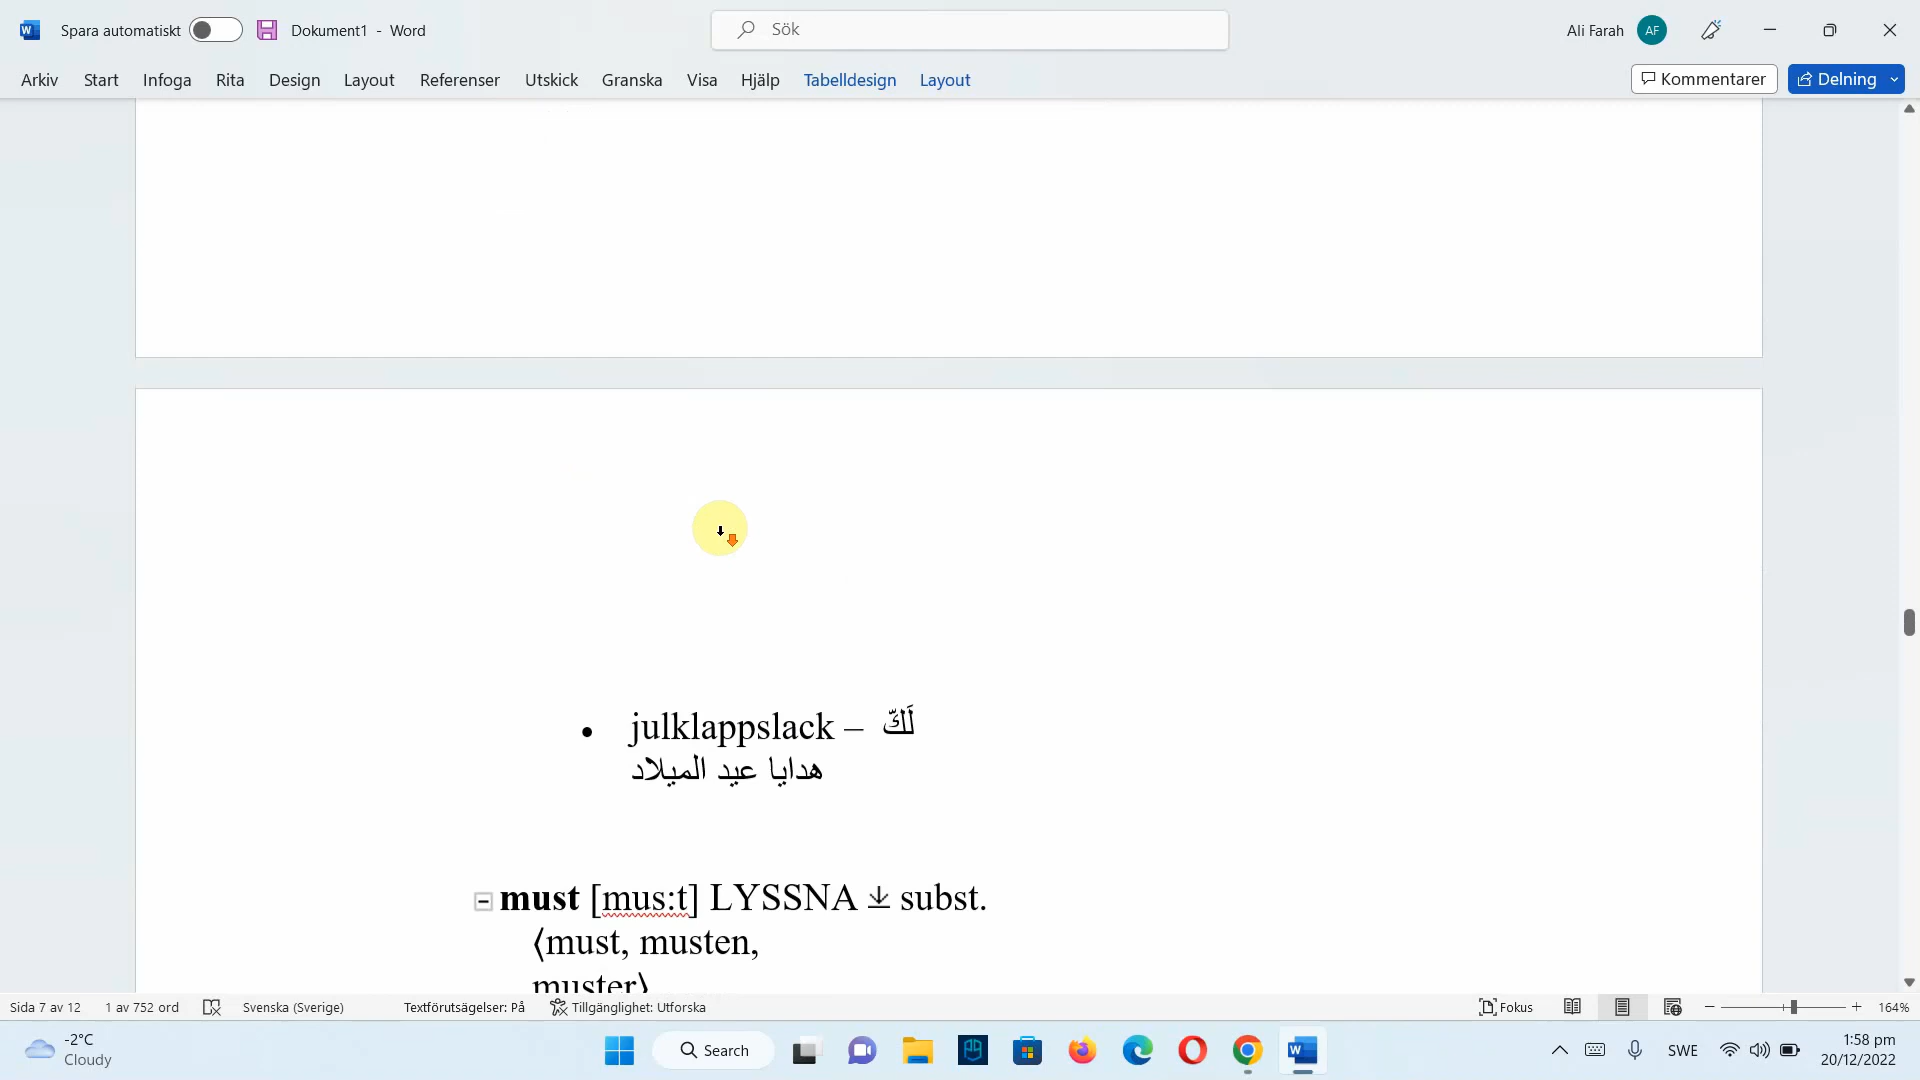 Spara automatiskt
Dokument1 - Word
Sök
Ali Farah
AF
Arkiv Start Infoga Rita Design Layout Referenser Utskick Granska Visa Hjälp Tabelldesign Layout
Kommentarer
Delning
• julklappslack – لَكّ
هدايا عيد الميلاد
must [mus:t] LYSSNA subst.
⟨must, musten,
muster⟩
Sida 7 av 12 1 av 752 ord Svenska (Sverige) Textförutsägelser: På Tillgänglighet: Utforska
Fokus
164%
-2°C
Cloudy
Search
SWE
1:58 pm
20/12/2022